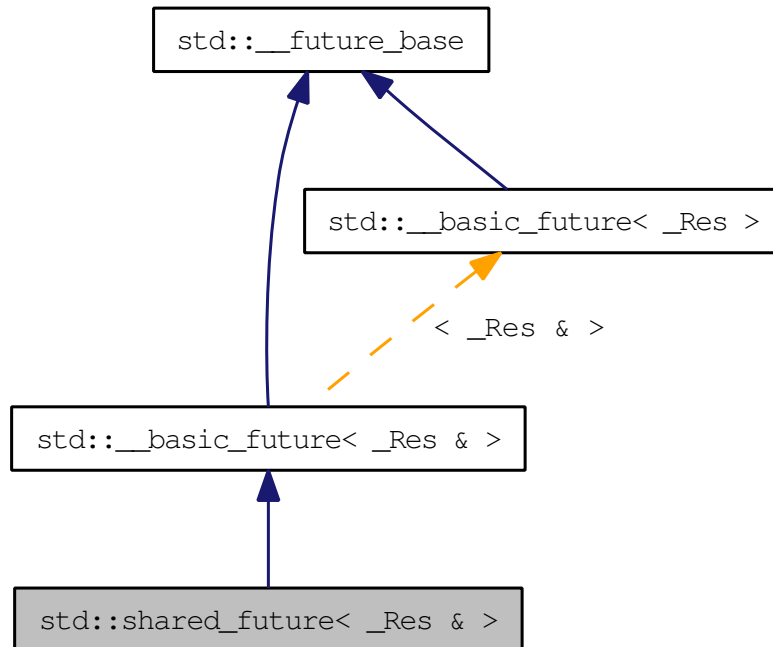 std::__future_base
std::__basic_future< _Res >
< _Res & >
std::__basic_future< _Res & >
std::shared_future< _Res & >